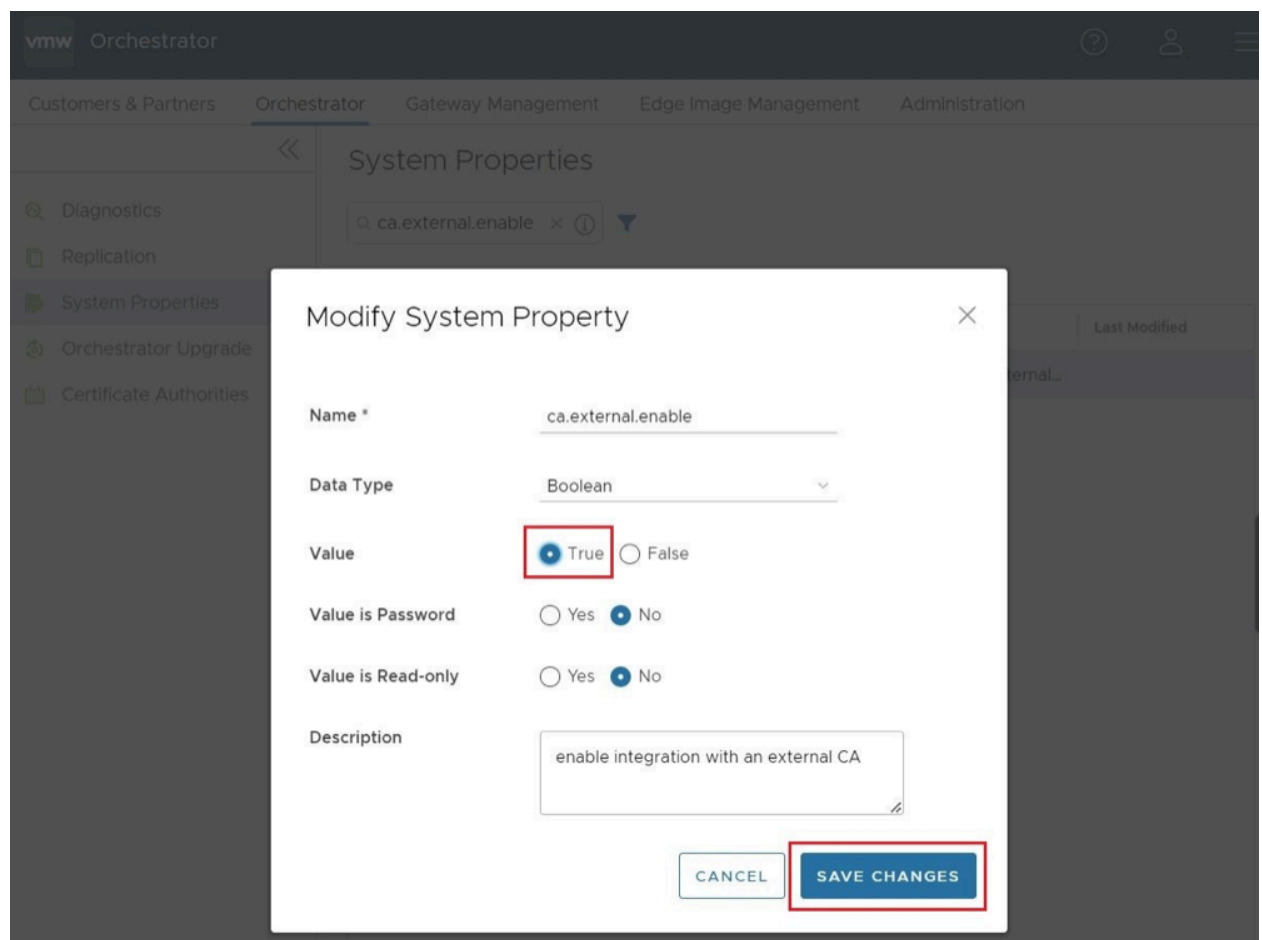 vmw Orchestrator
Customers & Partners Orchestrator Gateway Management Edge Image Management Administration
System Properties
Diagnostics
ca.external.enable
Replication
System Properties
Orchestrator Upgrade
Certificate Authorities
Last Modified
ternal...
Modify System Property
Name *
ca.external.enable
Data Type
Boolean
Value
True False
Value is Password
Yes No
Value is Read-only
Yes No
Description
enable integration with an external CA
CANCEL
SAVE CHANGES